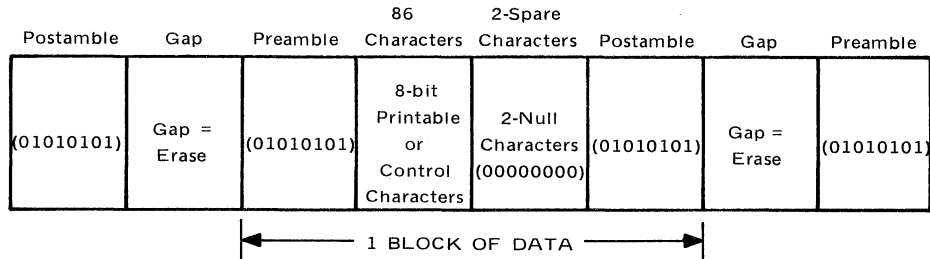 86 2-Spare
Postamble Gap Preamble Characters Characters Postamble Gap Preamble
(01010101)
Gap =
Erase
(01010101)
8-bit
Printable
or
Control
Characters
2-Null
Characters
(00000000)
(01010101)
Gap =
Erase
(01010101)
1 BLOCK OF DATA